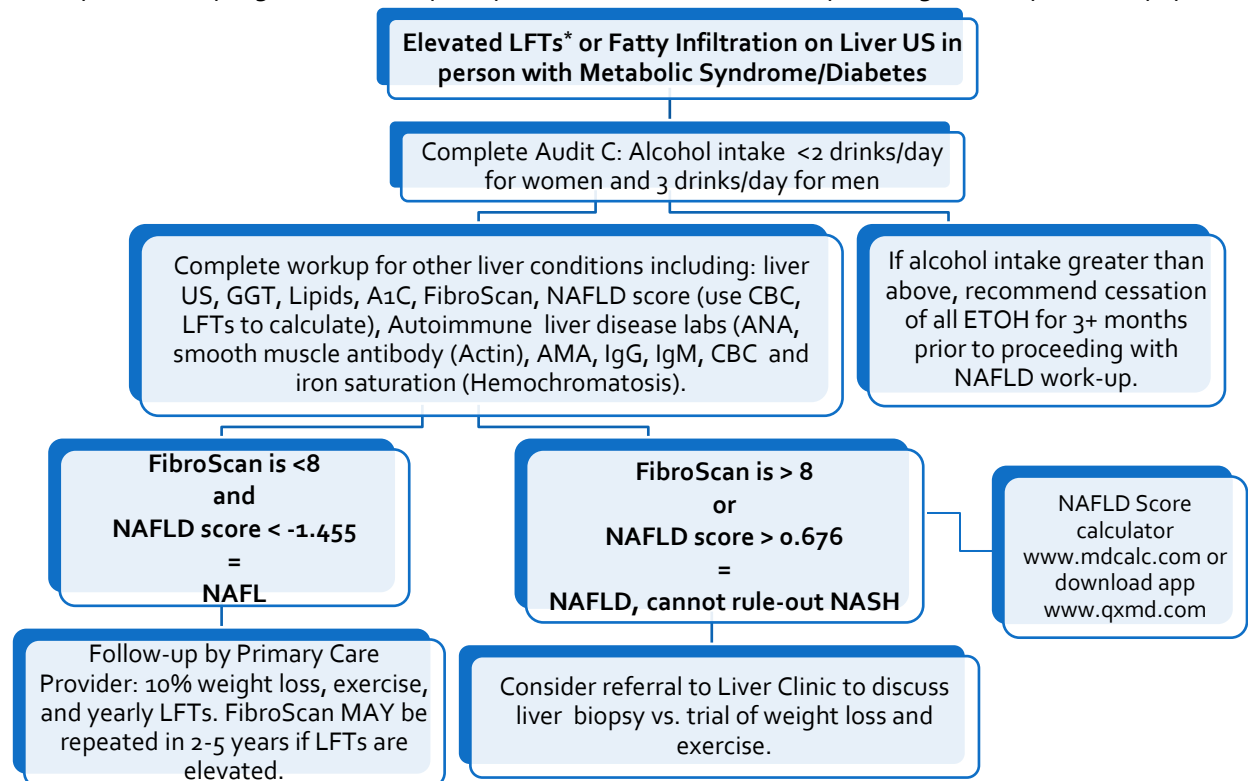 Elevated LFTs* or Fatty Infiltration on Liver US in
person with Metabolic Syndrome/Diabetes
Complete Audit C: Alcohol intake <2 drinks/day
for women and 3 drinks/day for men
Complete workup for other liver conditions including: liver
US, GGT, Lipids, A1C, FibroScan, NAFLD score (use CBC,
LFTs to calculate), Autoimmune liver disease labs (ANA,
smooth muscle antibody (Actin), AMA, IgG, IgM, CBC and
iron saturation (Hemochromatosis).
If alcohol intake greater than
above, recommend cessation
of all ETOH for 3+ months
prior to proceeding with
NAFLD work-up.
FibroScan is <8
and
NAFLD score < -1.455
=
NAFL
FibroScan is > 8
or
NAFLD score > 0.676
=
NAFLD, cannot rule-out NASH
NAFLD Score
calculator
www.mdcalc.com or
download app
www.qxmd.com
Follow-up by Primary Care
Provider: 10% weight loss, exercise,
and yearly LFTs. FibroScan MAY be
repeated in 2-5 years if LFTs are
elevated.
Consider referral to Liver Clinic to discuss
liver biopsy vs. trial of weight loss and
exercise.